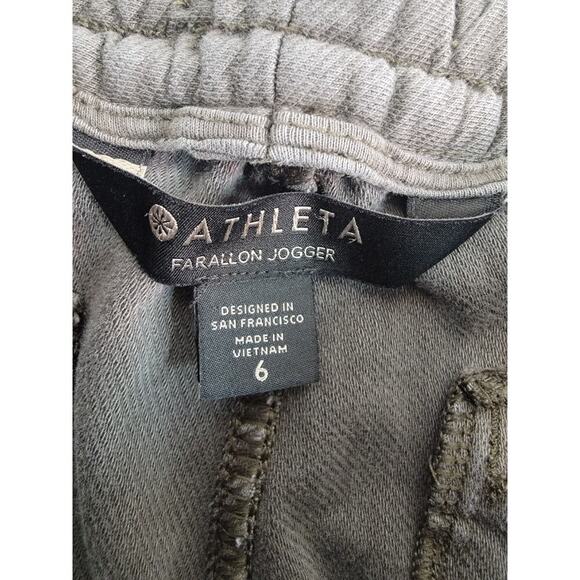 ATHLETA
FARALLON JOGGER
DESIGNED IN
SAN FRANCISCO
MADE IN
VIETNAM
6